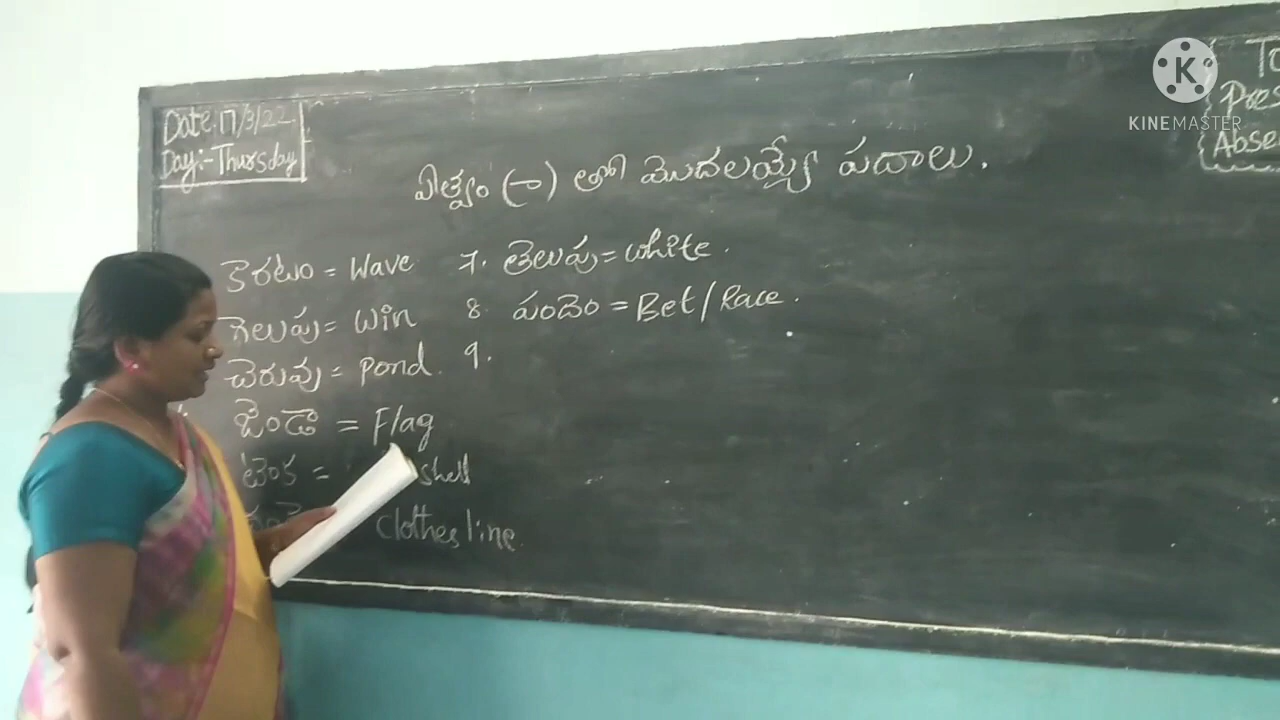 Date:17/3/22
Day:-Thursday
ఏత్వం (ె) తో మొదలయ్యే పదాలు.
కెరటం = Wave
గెలుపు = Win
చెరువు = Pond.
జెండా = Flag
టెంక = shell
clothes line
7. తెలుపు = white.
8. పందెం = Bet/Race.
9.
KINEMASTER